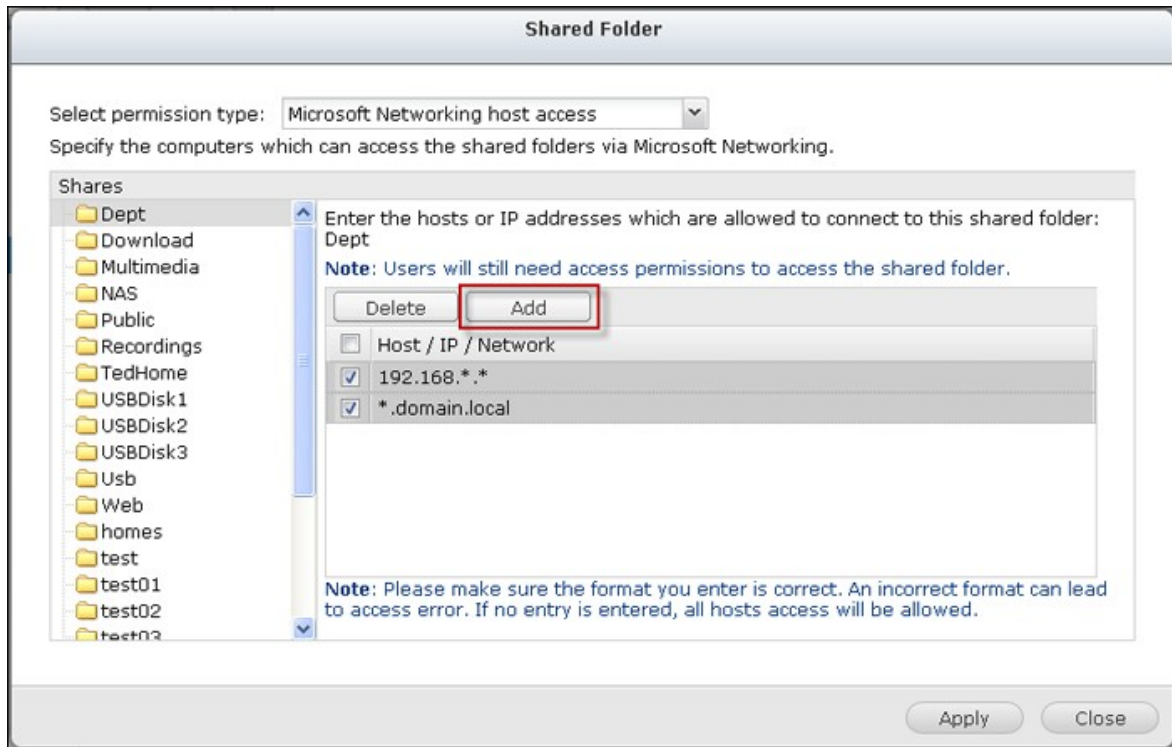 Shared Folder
Select permission type: Microsoft Networking host access
Specify the computers which can access the shared folders via Microsoft Networking.
Shares
Dept
Download
Multimedia
NAS
Public
Recordings
TedHome
USBDisk1
USBDisk2
USBDisk3
Usb
Web
homes
test
test01
test02
test03
Enter the hosts or IP addresses which are allowed to connect to this shared folder:
Dept
Note: Users will still need access permissions to access the shared folder.
Delete Add
Host / IP / Network
192.168.*.*
*.domain.local
Note: Please make sure the format you enter is correct. An incorrect format can lead
to access error. If no entry is entered, all hosts access will be allowed.
Apply Close